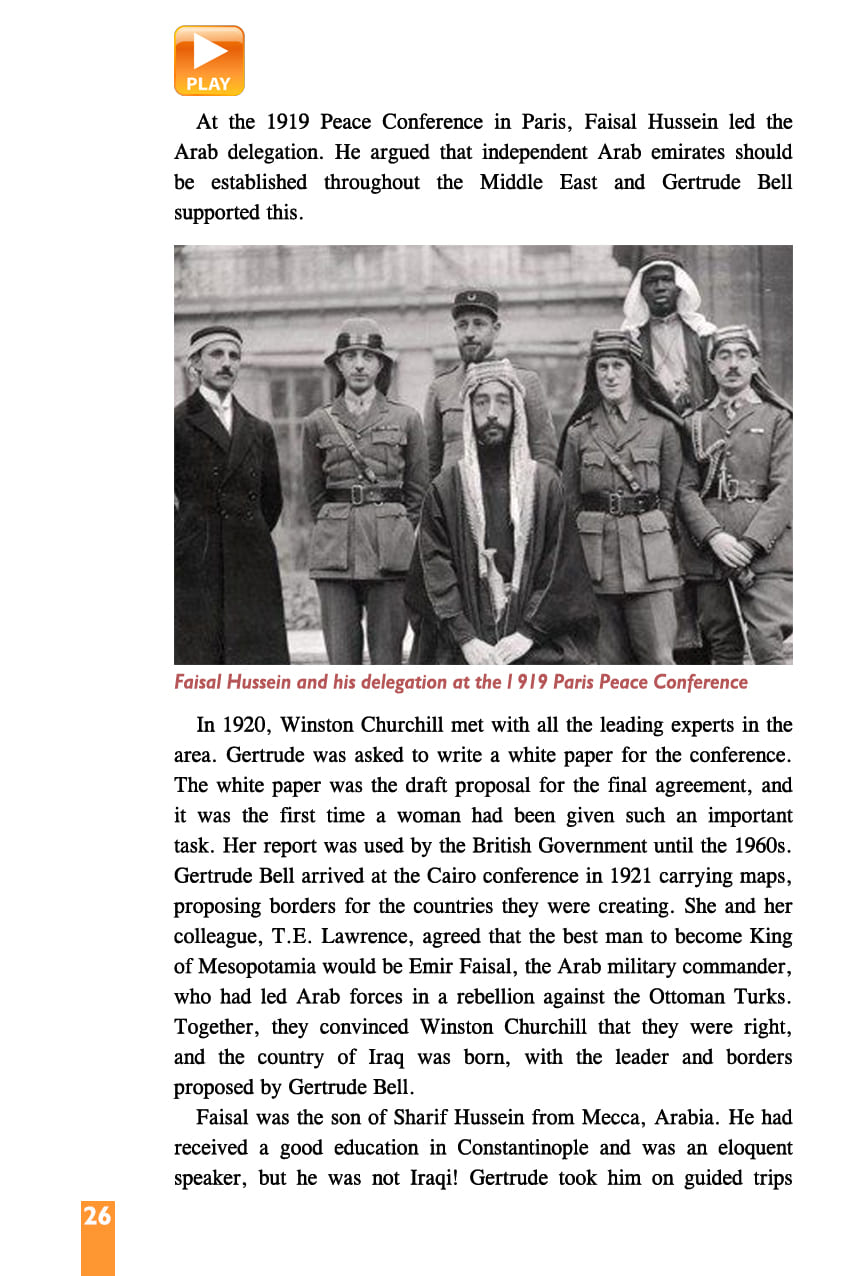 PLAY
At the 1919 Peace Conference in Paris, Faisal Hussein led the
Arab delegation. He argued that independent Arab emirates should
be established throughout the Middle East and Gertrude Bell
supported this.
Faisal Hussein and his delegation at the 1919 Paris Peace Conference
In 1920, Winston Churchill met with all the leading experts in the
area. Gertrude was asked to write a white paper for the conference.
The white paper was the draft proposal for the final agreement, and
it was the first time a woman had been given such an important
task. Her report was used by the British Government until the 1960s.
Gertrude Bell arrived at the Cairo conference in 1921 carrying maps,
proposing borders for the countries they were creating. She and her
colleague, T.E. Lawrence, agreed that the best man to become King
of Mesopotamia would be Emir Faisal, the Arab military commander,
who had led Arab forces in a rebellion against the Ottoman Turks.
Together, they convinced Winston Churchill that they were right,
and the country of Iraq was born, with the leader and borders
proposed by Gertrude Bell.
Faisal was the son of Sharif Hussein from Mecca, Arabia. He had
received a good education in Constantinople and was an eloquent
speaker, but he was not Iraqi! Gertrude took him on guided trips
26